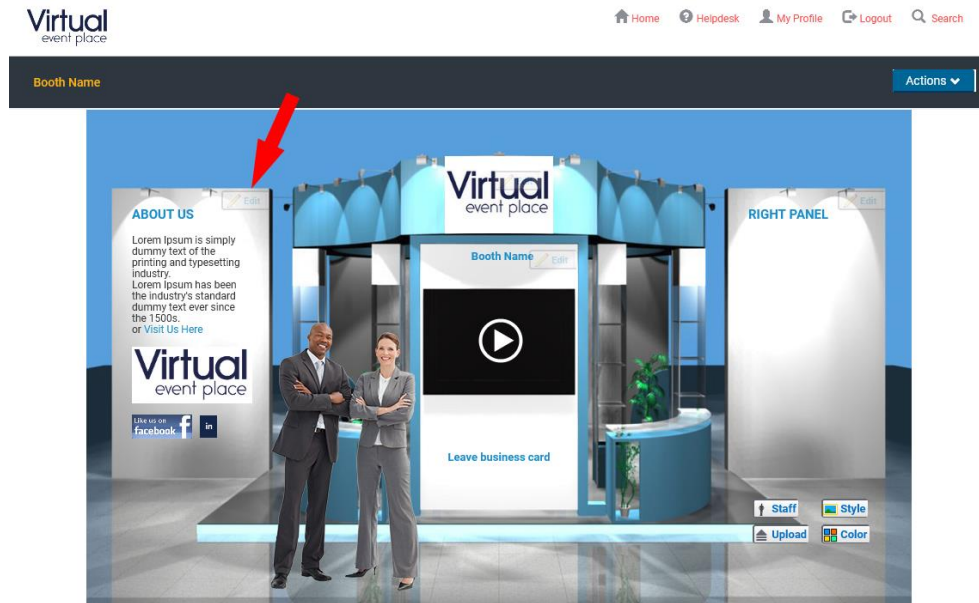 Virtual
event place
Home Helpdesk My Profile Logout Search
Booth Name
Actions
Edit
ABOUT US
Lorem Ipsum is simply
dummy text of the
printing and typesetting
industry.
Lorem Ipsum has been
the industry's standard
dummy text ever since
the 1500s.
or Visit Us Here
Virtual
event place
Like us on
facebook f
in
Virtual
event place
Booth Name
Edit
Leave business card
Edit
RIGHT PANEL
Staff Style
Upload Color